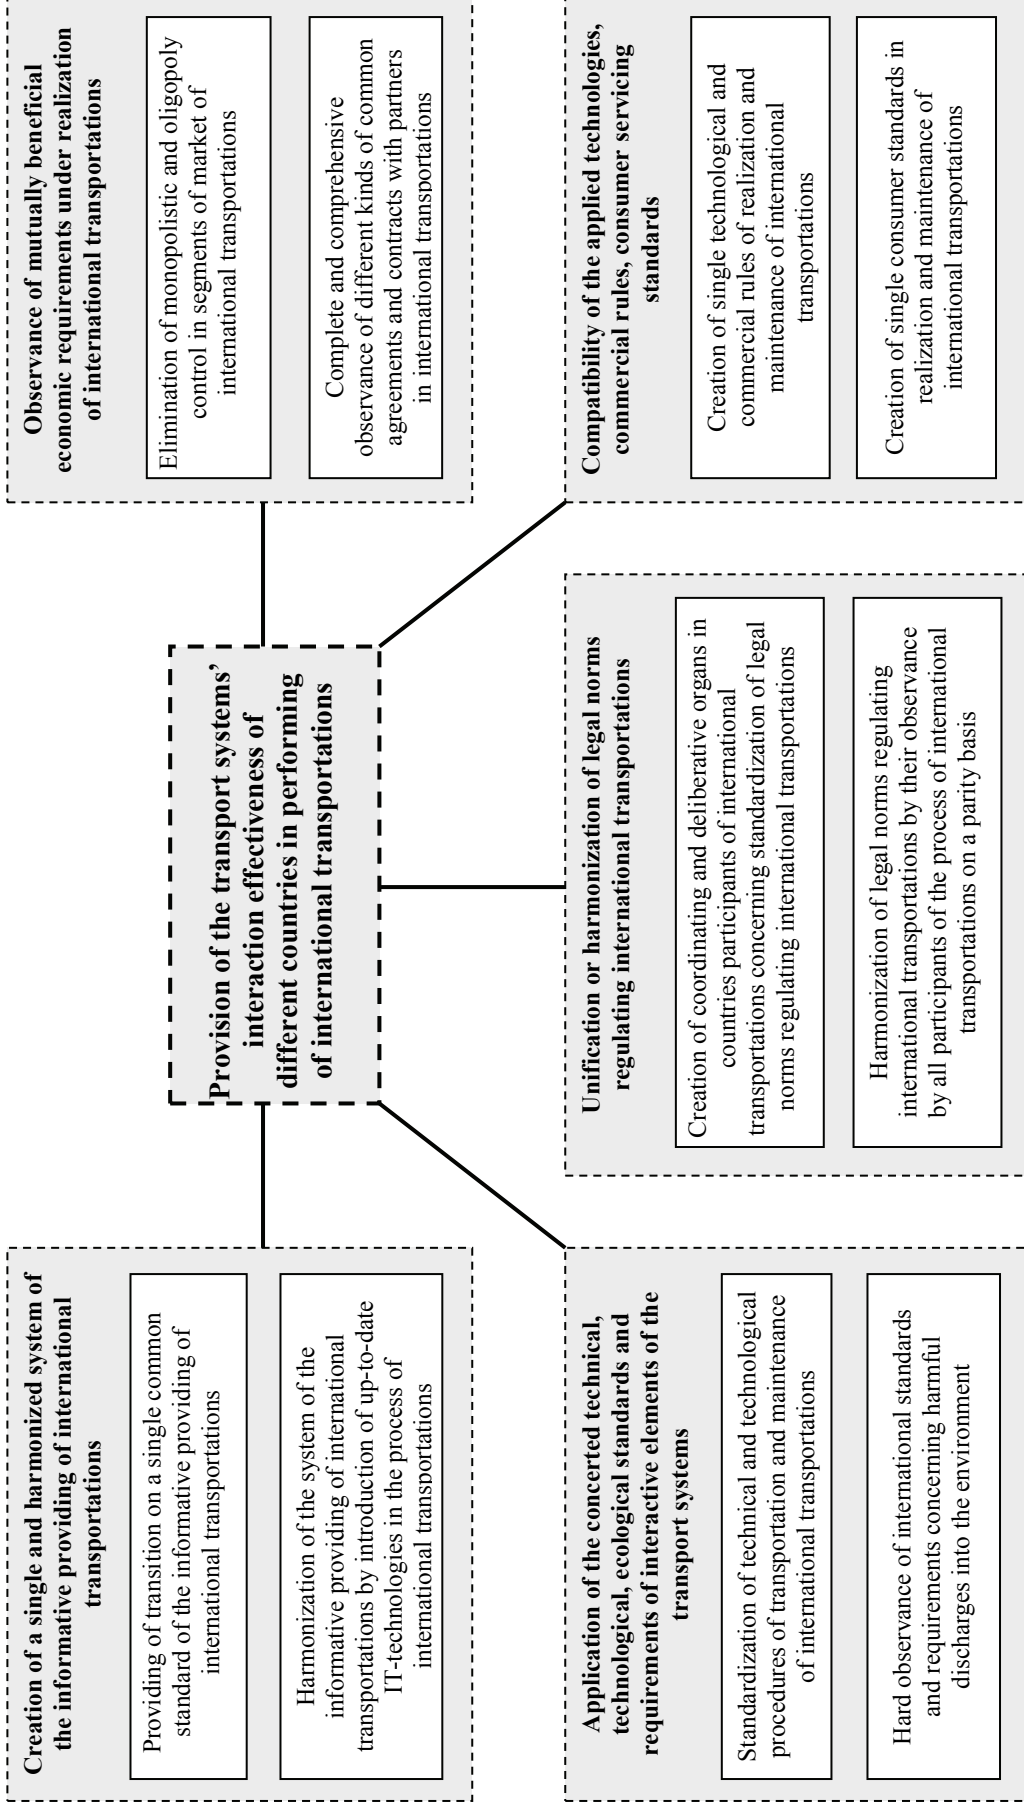 Creation of a single and harmonized system of
the informative providing of international
transportations
Providing of transition on a single common
standard of the informative providing of
international transportations
Harmonization of the system of the
informative providing of international
transportations by introduction of up-to-date
IT-technologies in the process of
international transportations
Provision of the transport systems’
interaction effectiveness of
different countries in performing
of international transportations
Observance of mutually beneficial
economic requirements under realization
of international transportations
Elimination of monopolistic and oligopoly
control in segments of market of
international transportations
Complete and comprehensive
observance of different kinds of common
agreements and contracts with partners
in international transportations
Application of the concerted technical,
technological, ecological standards and
requirements of interactive elements of the
transport systems
Standardization of technical and technological
procedures of transportation and maintenance
of international transportations
Hard observance of international standards
and requirements concerning harmful
discharges into the environment
Unification or harmonization of legal norms
regulating international transportations
Creation of coordinating and deliberative organs in
countries participants of international
transportations concerning standardization of legal
norms regulating international transportations
Harmonization of legal norms regulating
international transportations by their observance
by all participants of the process of international
transportations on a parity basis
Compatibility of the applied technologies,
commercial rules, consumer servicing
standards
Creation of single technological and
commercial rules of realization and
maintenance of international
transportations
Creation of single consumer standards in
realization and maintenance of
international transportations